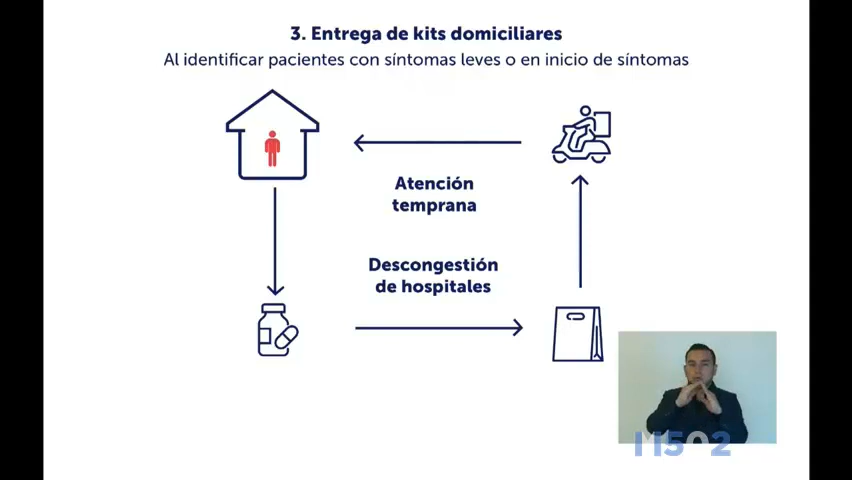 3. Entrega de kits domiciliares
Al identificar pacientes con síntomas leves o en inicio de síntomas
Atención
temprana
Descongestión
de hospitales